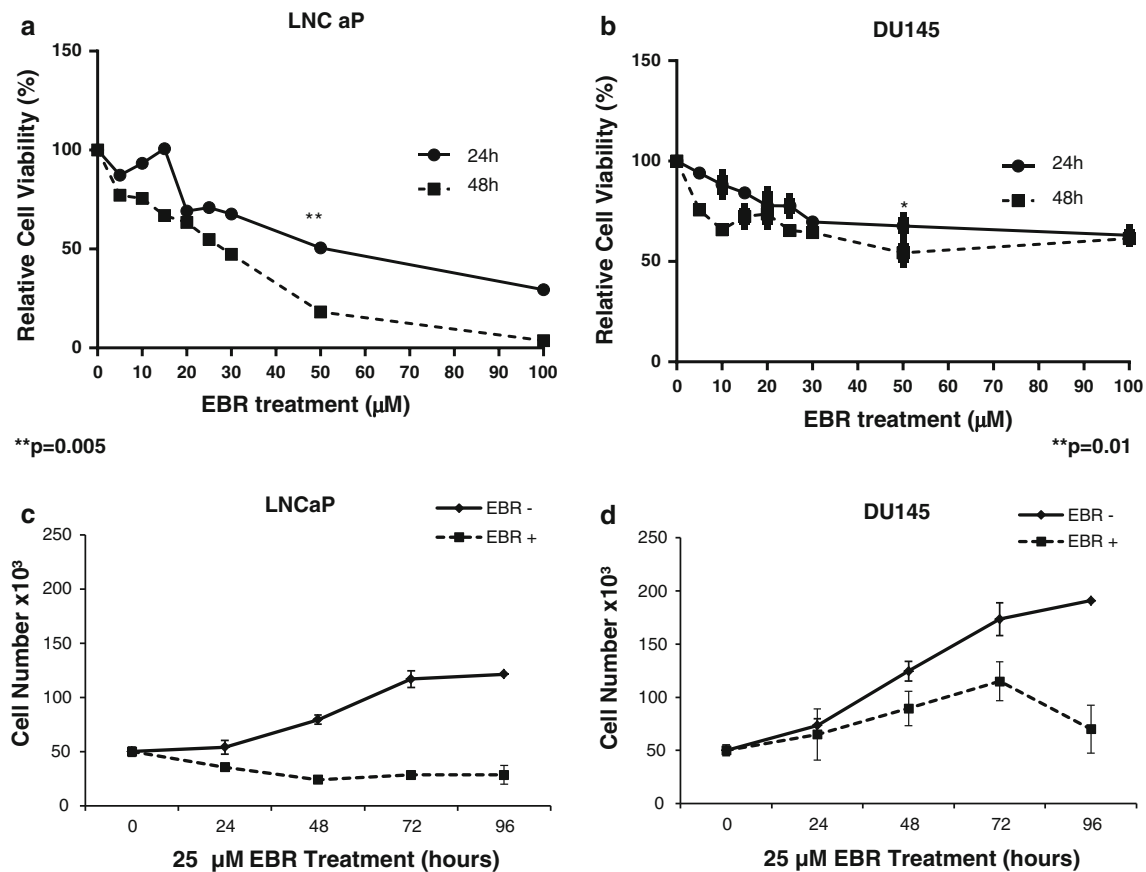 a
LNC aP
150
100
50
0
Relative Cell Viability (%)
24h
48h
**
0 10 20 30 40 50 60 70 80 90 100
EBR treatment (μM)
**p=0.005
b
DU145
150
100
50
0
Relative Cell Viability (%)
24h
48h
*
0 10 20 30 40 50 60 70 80 90 100
EBR treatment (μM)
**p=0.01
c
LNCaP
EBR -
EBR +
250
200
150
100
50
0
Cell Number x10³
0 24 48 72 96
25 μM EBR Treatment (hours)
d
DU145
EBR -
EBR +
250
200
150
100
50
0
Cell Number x10³
0 24 48 72 96
25 μM EBR Treatment (hours)